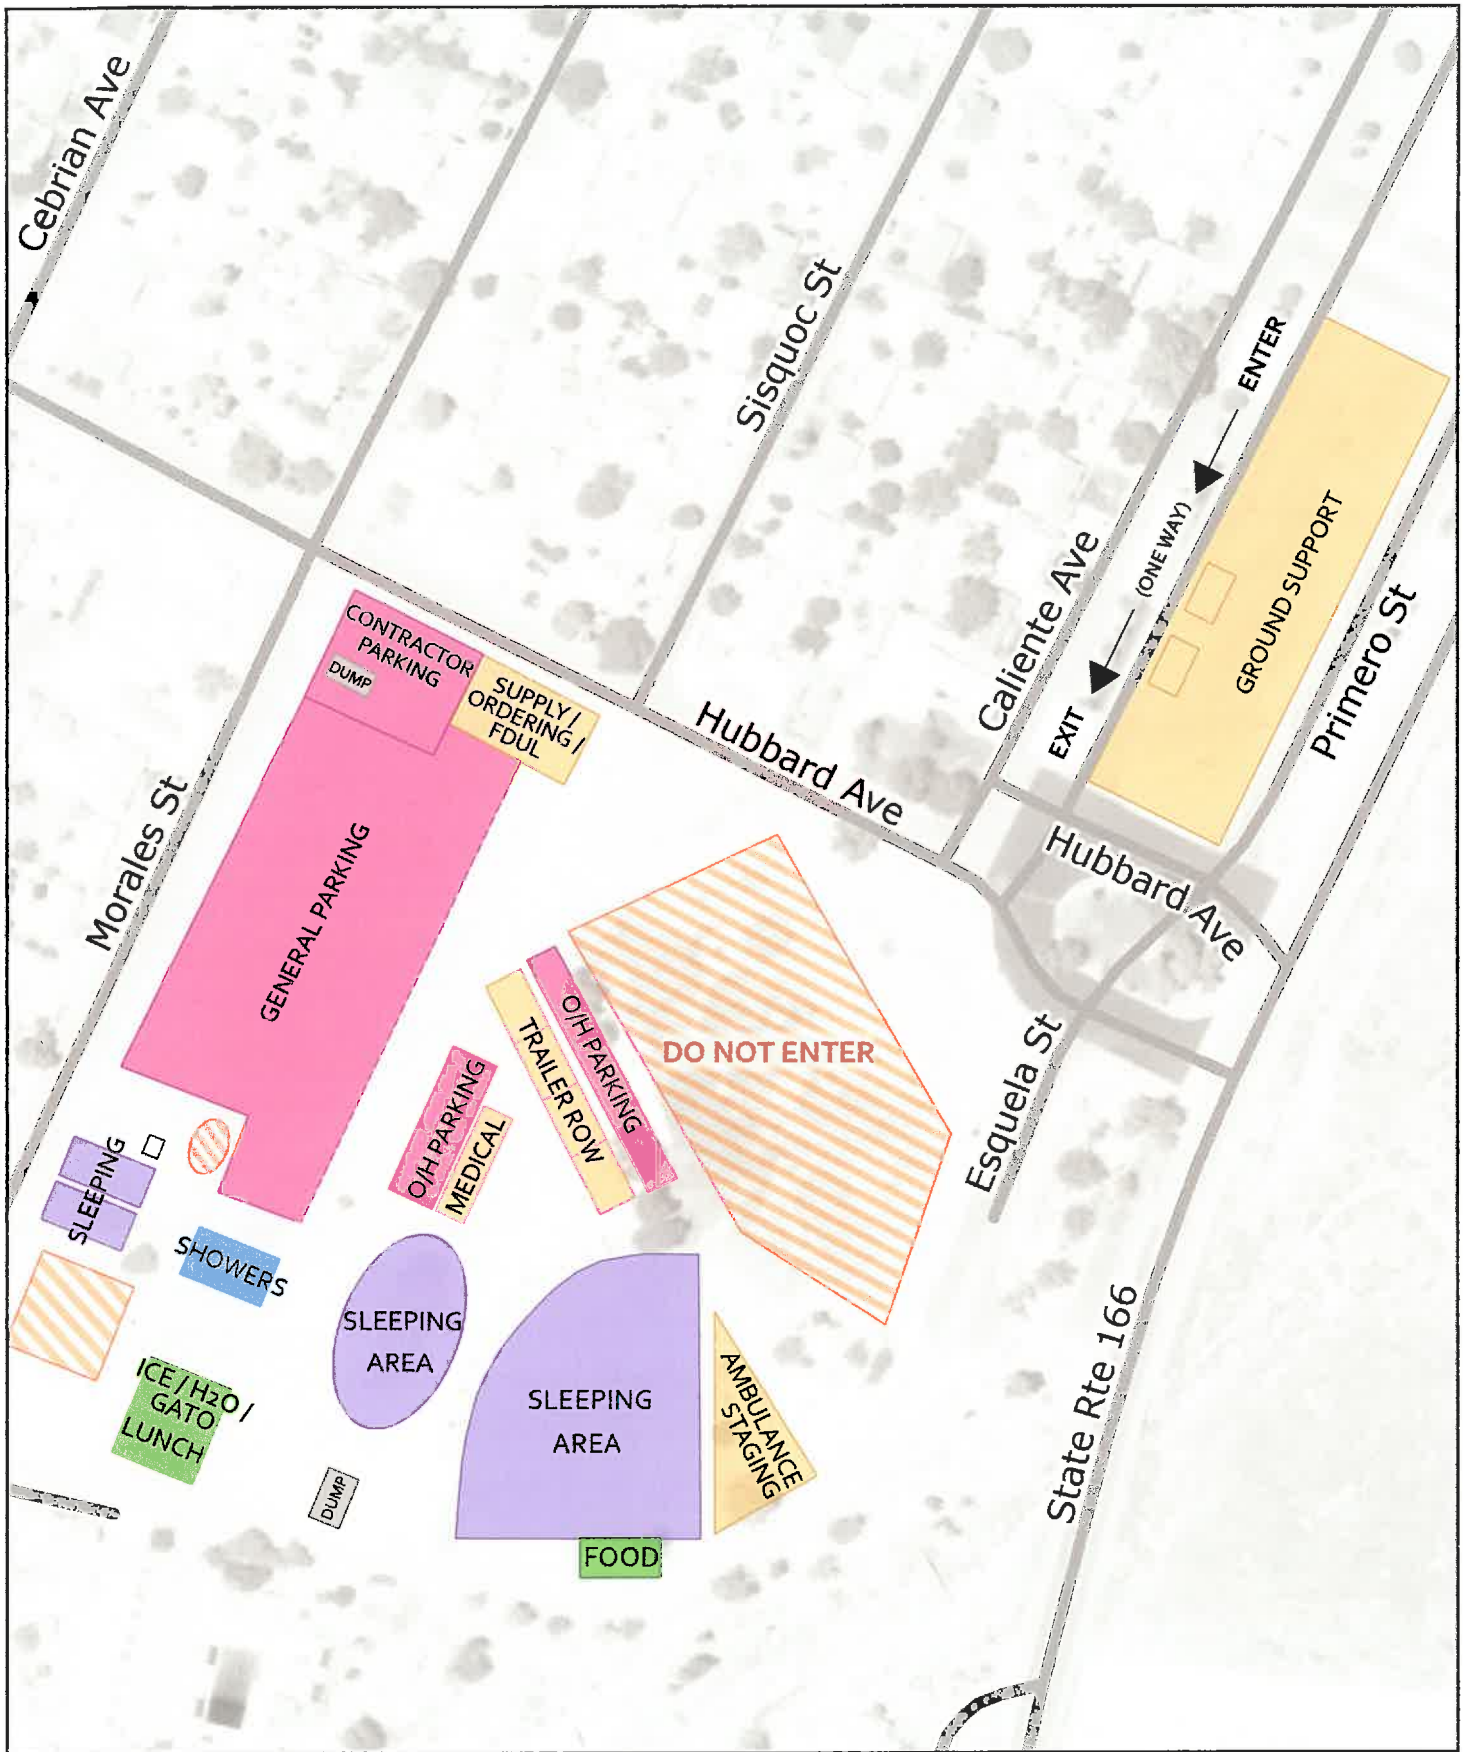 Cebrian Ave
Sisquoc St
ENTER
(ONE WAY)
EXIT
Caliente Ave
GROUND SUPPORT
Primero St
CONTRACTOR
PARKING
DUMP
SUPPLY /
ORDERING /
FDUL
Hubbard Ave
Hubbard Ave
Morales St
GENERAL PARKING
DO NOT ENTER
O/H PARKING
TRAILER ROW
O/H PARKING
MEDICAL
Esquela St
SLEEPING
SHOWERS
SLEEPING
AREA
SLEEPING
AREA
AMBULANCE
STAGING
State Rte 166
ICE / H2O /
GATO
LUNCH
DUMP
FOOD